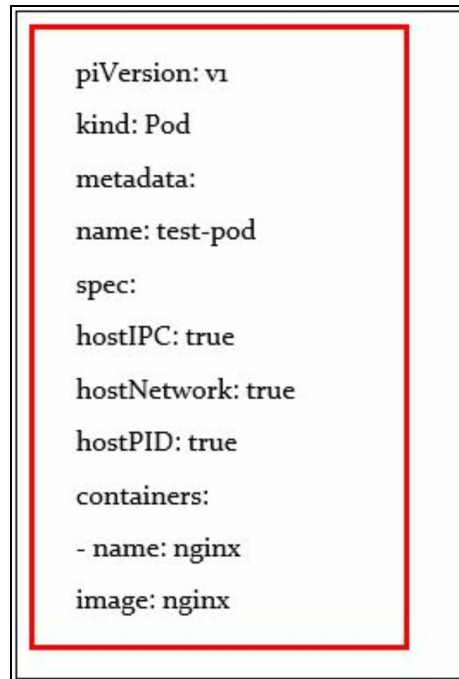 piVersion: v1
kind: Pod
metadata:
name: test-pod
spec:
hostIPC: true
hostNetwork: true
hostPID: true
containers:
- name: nginx
image: nginx